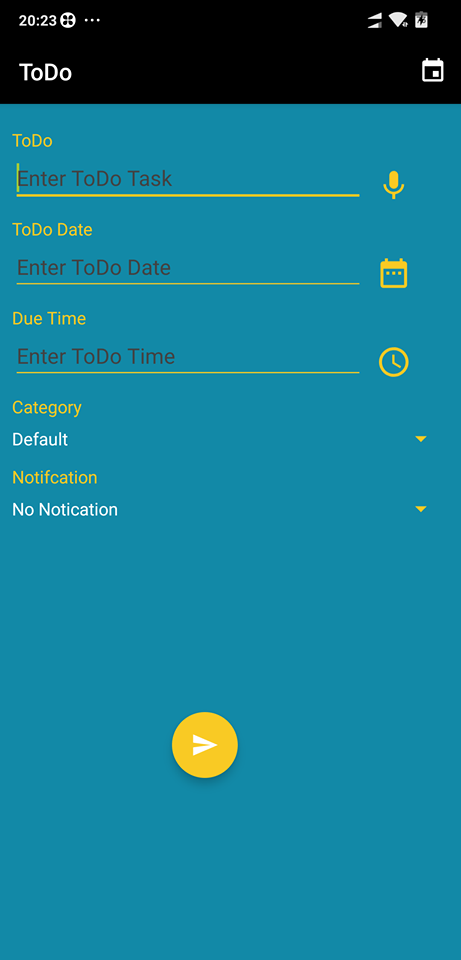 20:23
ToDo
ToDo
Enter ToDo Task
ToDo Date
Enter ToDo Date
Due Time
Enter ToDo Time
Category
Default
Notifcation
No Notication